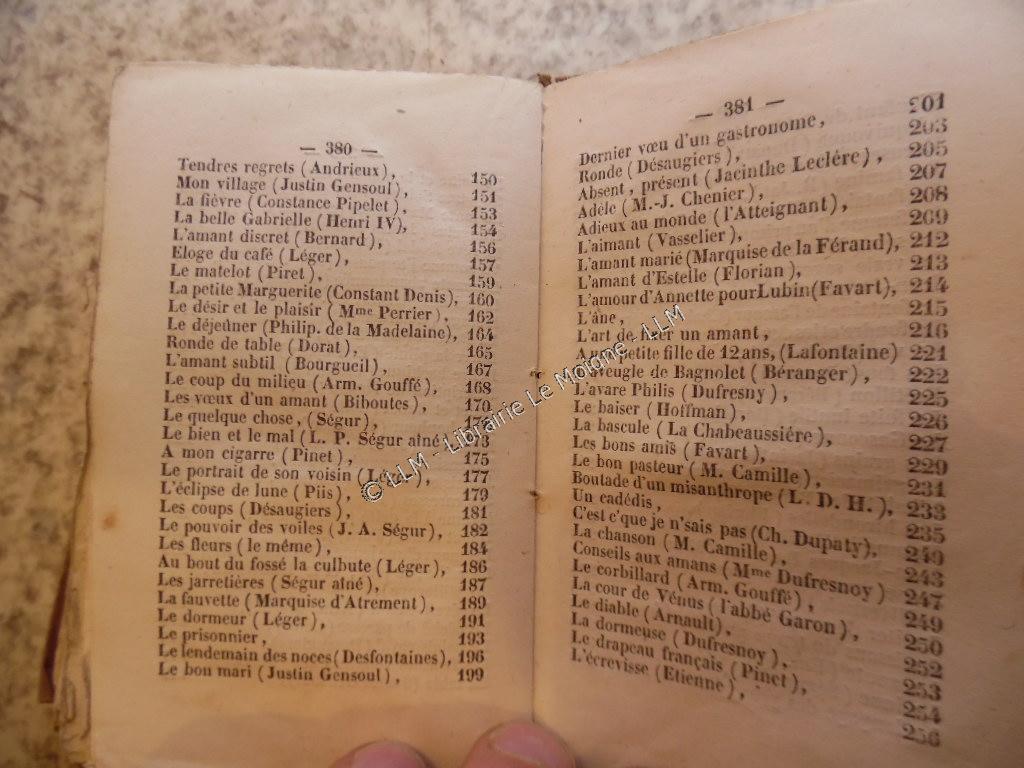 — 380 —
Tendres regrets (Andrieux), 150
Mon village (Justin Gensoul), 151
La fièvre (Constance Pipelet), 153
La belle Gabrielle (Henri IV), 154
L'amant discret (Bernard), 156
Eloge du café (Léger), 157
Le matelot (Piret), 159
La petite Marguerite (Constant Denis), 160
Le désir et le plaisir (Mme Perrier), 162
Le déjeûner (Philip. de la Madelaine), 164
Ronde de table (Dorat), 165
L'amant subtil (Bourgueil), 167
Le coup du milieu (Arm. Gouffé), 168
Les vœux d'un amant (Biboutes), 170
Le quelque chose, (Ségur),
Le bien et le mal (L. P. Ségur aîné 173
A mon cigarre (Pinet), 175
Le portrait de son voisin 177
L'éclipse de lune (Piis), 179
Les coups (Désaugiers), 181
Le pouvoir des voiles (J. A. Ségur), 182
Les fleurs (le même), 184
Au bout du fossé la culbute (Léger), 186
Les jarretières (Ségur aîné), 187
La fauvette (Marquise d'Atrement), 189
Le dormeur (Léger), 191
Le prisonnier, 193
Le lendemain des noces (Desfontaines), 196
Le bon mari (Justin Gensoul), 199
— 381 —
Dernier vœu d'un gastronome, 201
Ronde (Désaugiers), 203
Absent, présent (Jacinthe Leclére), 205
Adèle (M.-J. Chenier), 207
Adieux au monde (l'Atteignant), 208
L'aimant (Vasselier), 209
L'amant marié (Marquise de la Férand), 212
L'amant d'Estelle (Florian), 213
L'amour d'Annette pour Lubin (Favart), 214
L'âne, 215
L'art de fixer un amant, 216
A une petite fille de 12 ans, (Lafontaine) 221
L'aveugle de Bagnolet (Béranger), 222
L'avare Philis (Dufresny), 225
Le baiser (Hoffman), 226
La bascule (La Chabeaussiére), 227
Les bons amis (Favart), 229
Le bon pasteur (M. Camille), 231
Boutade d'un misanthrope (L. D. H.), 233
Un cadédis, 235
C'est c'que je n'sais pas (Ch. Dupaty), 240
La chanson (M. Camille), 243
Conseils aux amans (Mme Dufresnoy) 247
Le corbillard (Arm. Gouffé), 249
La cour de Vénus (l'abbé Garon), 250
Le diable (Arnault), 252
La dormeuse (Dufresnoy), 253
Le drapeau français (Pinet), 254
L'écrevisse (Etienne), 256
© LLM - Librairie Le Moione - LLM